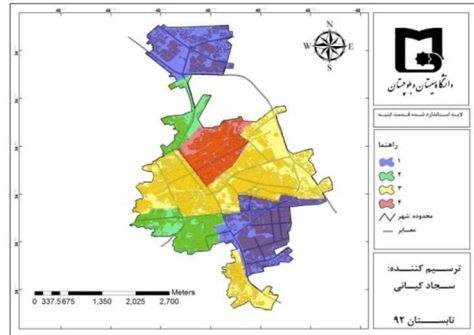 N
W E
S
دانشگاه سیستان و بلوچستان
لایه استاندارد شده قدمت ابنیه
راهنما
۱
۲
۳
۴
محدوده شهر
معابر
Meters
0 337.5 675 1,350 2,025 2,700
ترسیم کننده:
سجاد کیانی
تابستان ۹۲